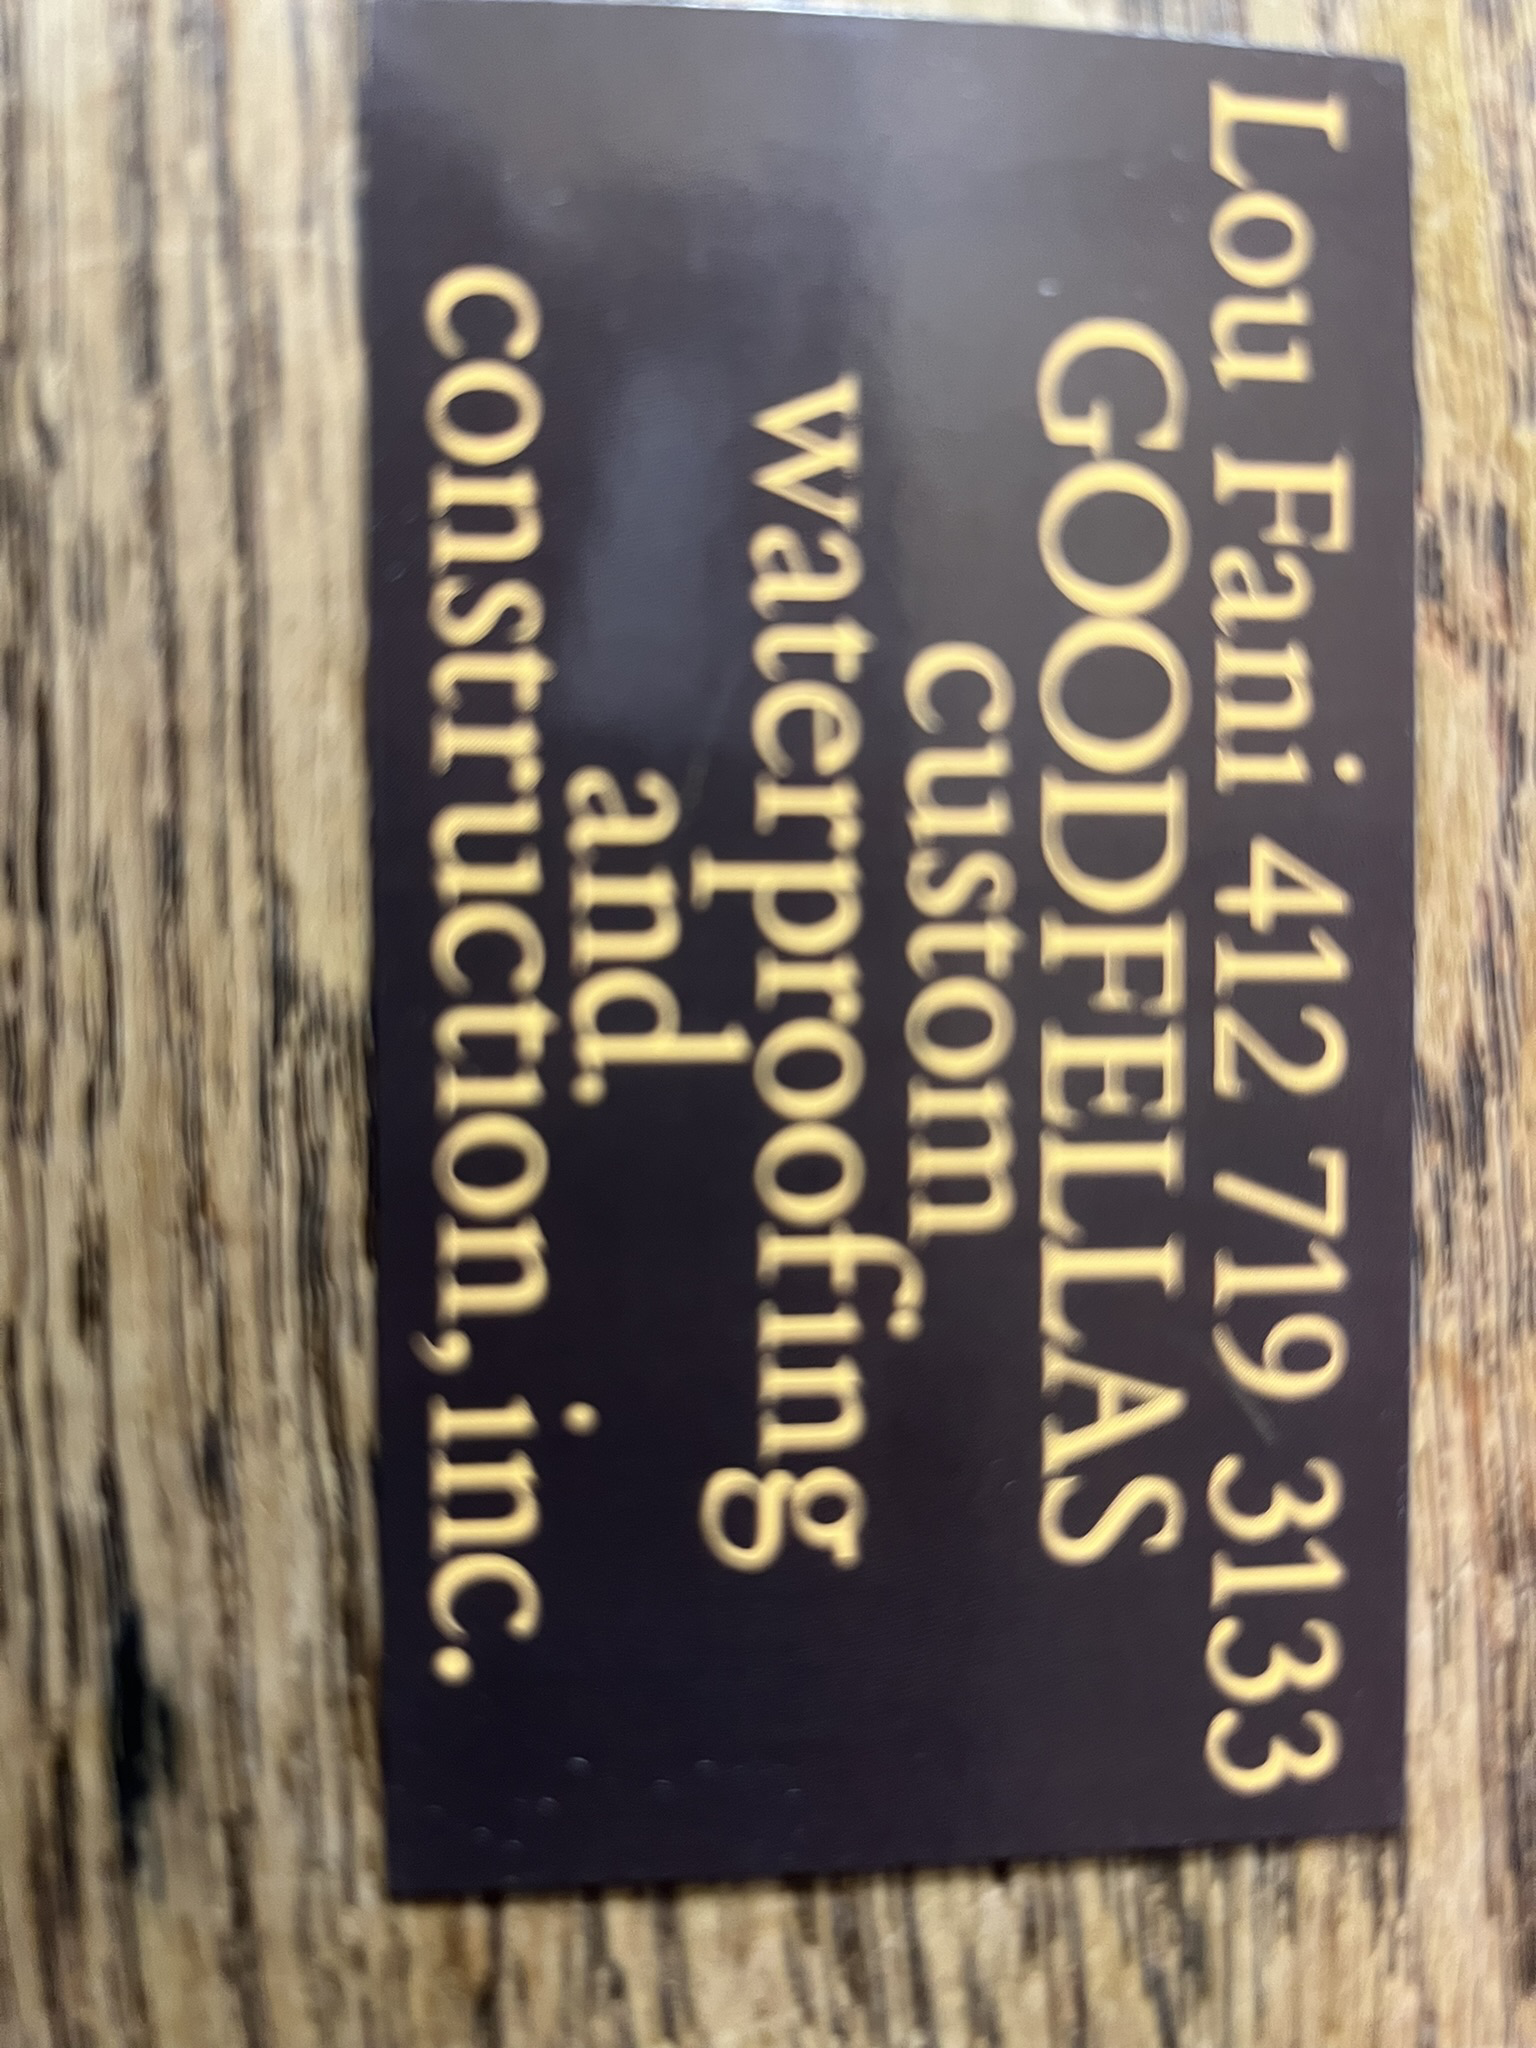 Lou Fani 412 719 3133
GOODFELLAS
custom
waterproofing
and.
construction, inc.